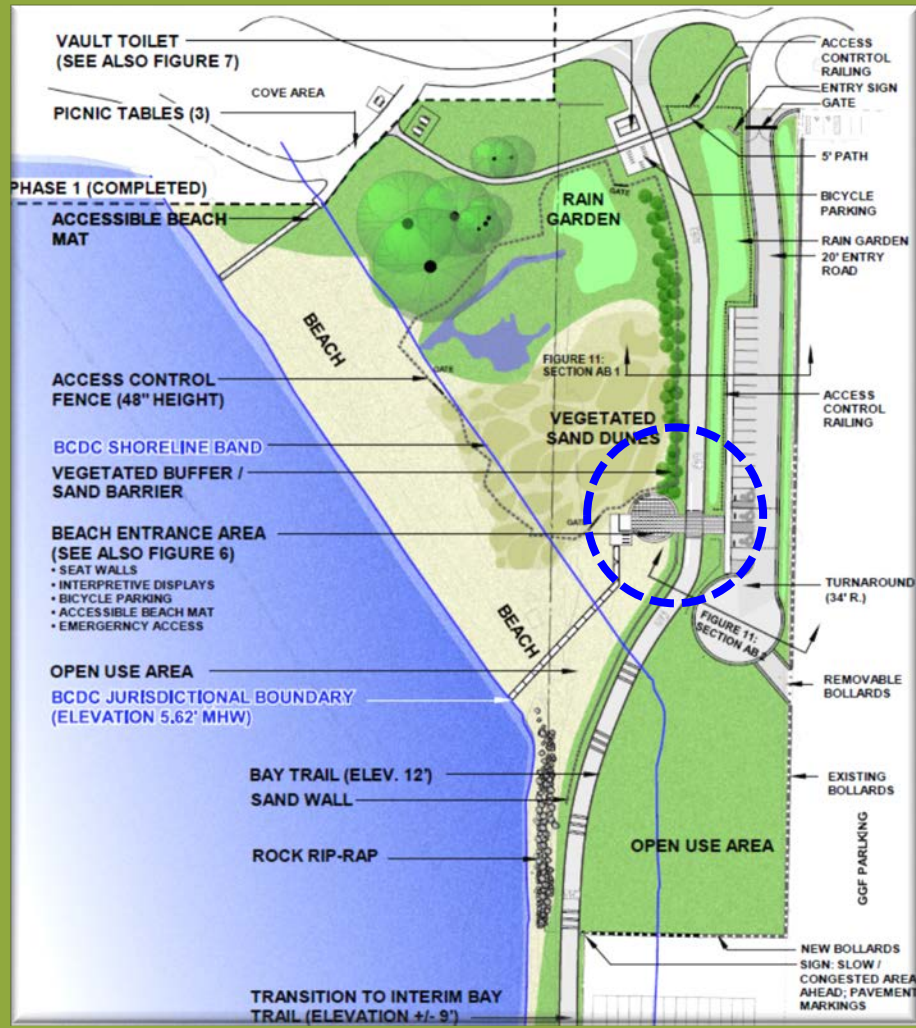 VAULT TOILET
(SEE ALSO FIGURE 7)
COVE AREA
PICNIC TABLES (3)
PHASE 1 (COMPLETED)
ACCESSIBLE BEACH
MAT
BEACH
ACCESS CONTROL
FENCE (48" HEIGHT)
BCDC SHORELINE BAND
VEGETATED BUFFER /
SAND BARRIER
BEACH ENTRANCE AREA
(SEE ALSO FIGURE 6)
• SEAT WALLS
• INTERPRETIVE DISPLAYS
• BICYCLE PARKING
• ACCESSIBLE BEACH MAT
• EMERGERNCY ACCESS
BEACH
OPEN USE AREA
BCDC JURISDICTIONAL BOUNDARY
(ELEVATION 5.62' MHW)
BAY TRAIL (ELEV. 12')
SAND WALL
ROCK RIP-RAP
TRANSITION TO INTERIM BAY
TRAIL (ELEVATION +/- 9')
GATE
RAIN
GARDEN
GATE
FIGURE 11:
SECTION AB 1
VEGETATED
SAND DUNES
GATE
FIGURE 11:
SECTION AB 2
OPEN USE AREA
ACCESS
CONTRTOL
RAILING
ENTRY SIGN
GATE
5' PATH
BICYCLE
PARKING
RAIN GARDEN
20' ENTRY
ROAD
ACCESS
CONTROL
RAILING
TURNAROUND
(34' R.)
REMOVABLE
BOLLARDS
EXISTING
BOLLARDS
GGF PARLKING
NEW BOLLARDS
SIGN: SLOW /
CONGESTED AREA
AHEAD; PAVEMENT
MARKINGS